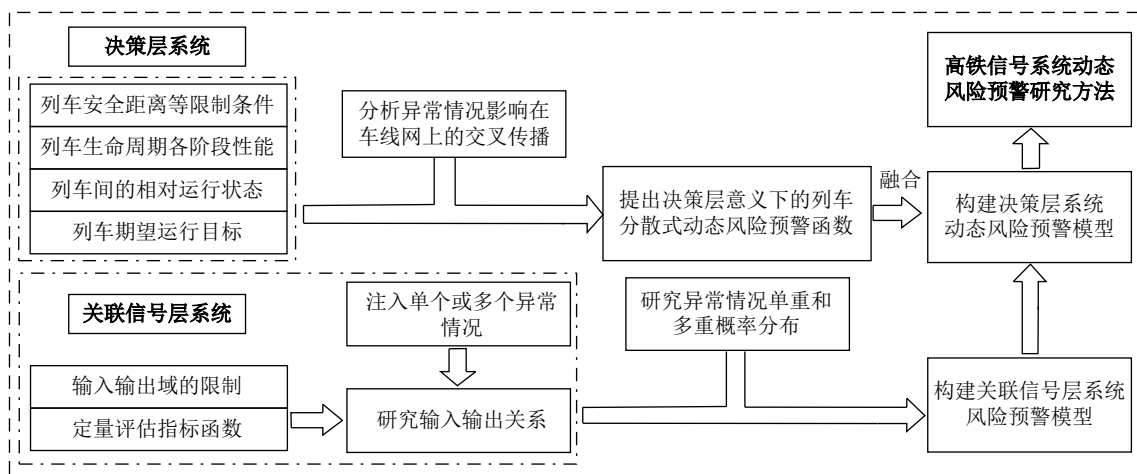 决策层系统
列车安全距离等限制条件
列车生命周期各阶段性能
列车间的相对运行状态
列车期望运行目标
分析异常情况影响在
车线网上的交叉传播
提出决策层意义下的列车
分散式动态风险预警函数
融合
高铁信号系统动态
风险预警研究方法
构建决策层系统
动态风险预警模型
关联信号层系统
输入输出域的限制
定量评估指标函数
注入单个或多个异常
情况
研究输入输出关系
研究异常情况单重和
多重概率分布
构建关联信号层系统
风险预警模型